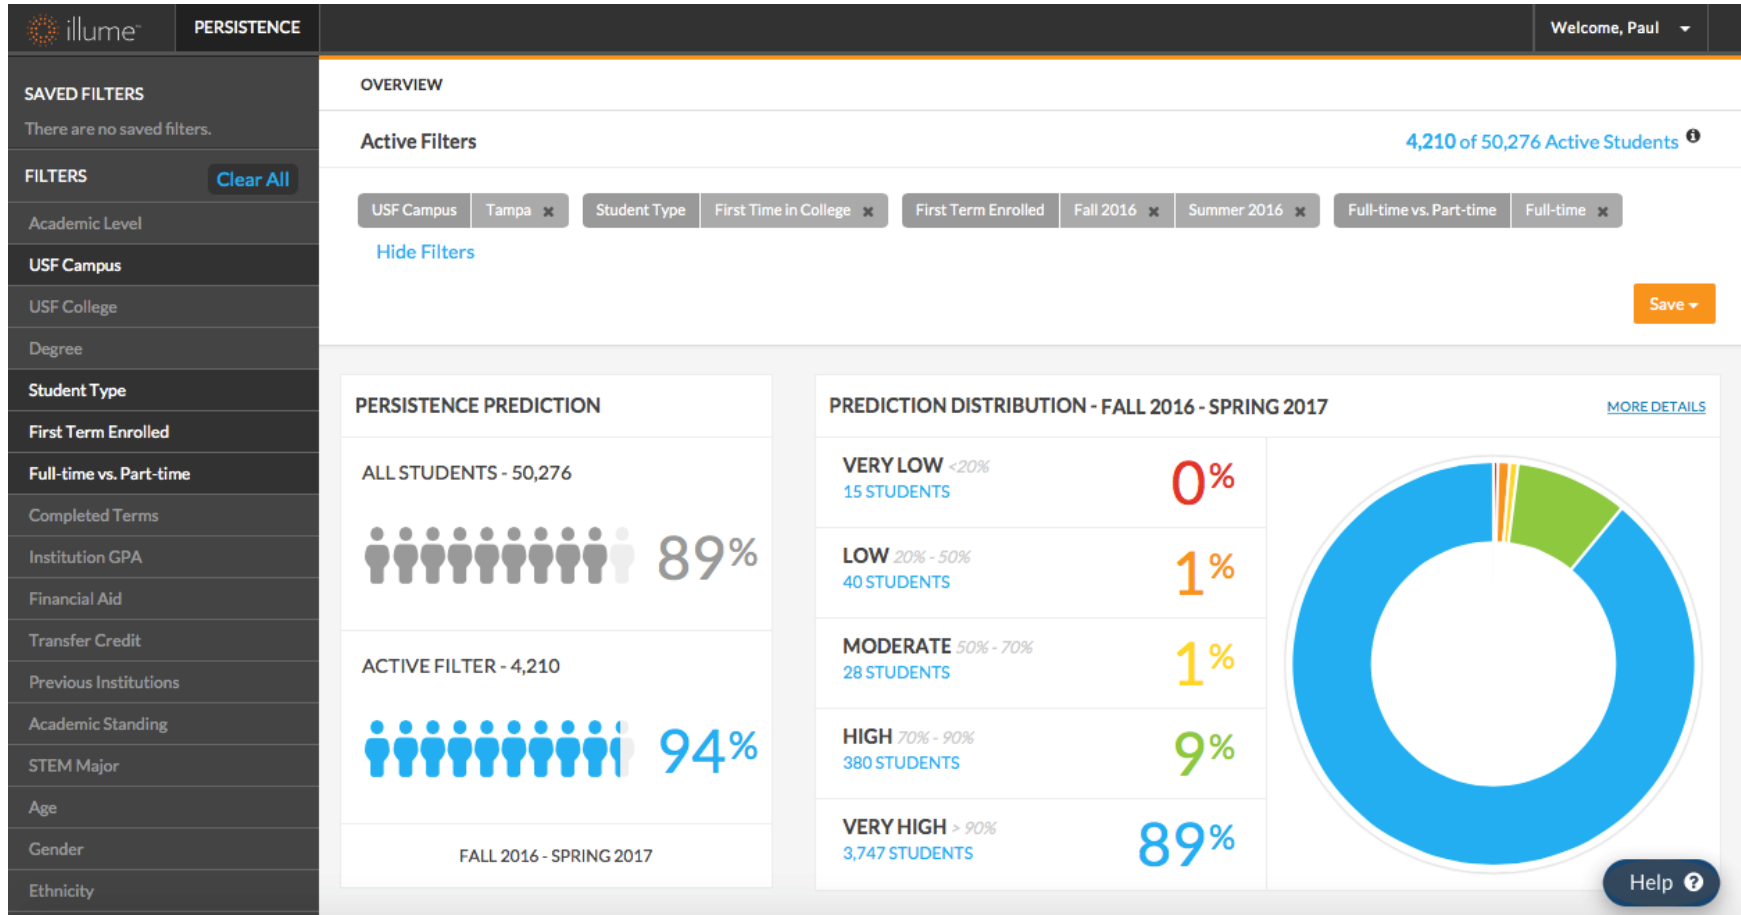 illume™
PERSISTENCE
Welcome, Paul
SAVED FILTERS
There are no saved filters.
FILTERS
Clear All
Academic Level
USF Campus
USF College
Degree
Student Type
First Term Enrolled
Full-time vs. Part-time
Completed Terms
Institution GPA
Financial Aid
Transfer Credit
Previous Institutions
Academic Standing
STEM Major
Age
Gender
Ethnicity
OVERVIEW
Active Filters
4,210 of 50,276 Active Students
USF Campus Tampa × Student Type First Time in College × First Term Enrolled Fall 2016 × Summer 2016 × Full-time vs. Part-time Full-time ×
Hide Filters
Save
PERSISTENCE PREDICTION
ALL STUDENTS - 50,276
89%
ACTIVE FILTER - 4,210
94%
FALL 2016 - SPRING 2017
PREDICTION DISTRIBUTION - FALL 2016 - SPRING 2017
MORE DETAILS
VERY LOW <20%
15 STUDENTS
0%
LOW 20% - 50%
40 STUDENTS
1%
MODERATE 50% - 70%
28 STUDENTS
1%
HIGH 70% - 90%
380 STUDENTS
9%
VERY HIGH > 90%
3,747 STUDENTS
89%
Help ?